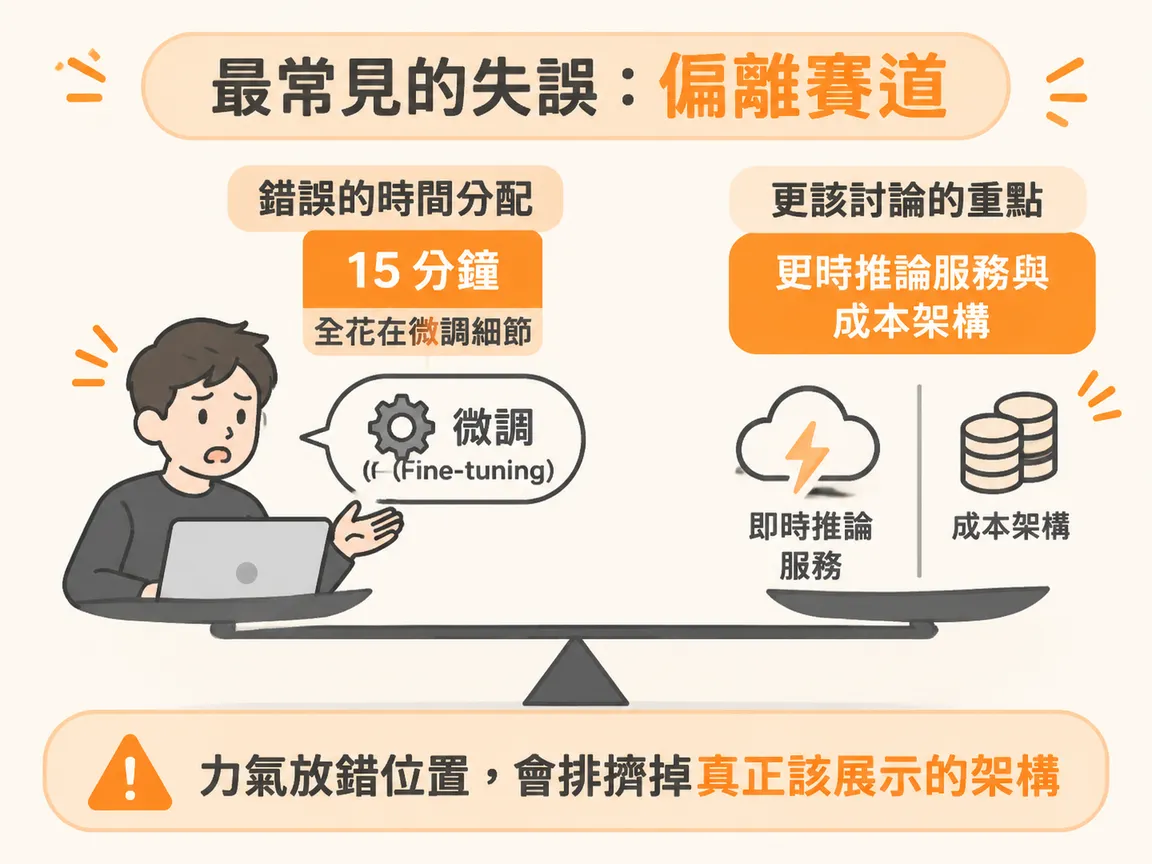 最常見的失誤：偏離賽道
錯誤的時間分配
15 分鐘
全花在微調細節
微調
(Fine-tuning)
更該討論的重點
更時推論服務與
成本架構
即時推論
服務
成本架構
力氣放錯位置，會排擠掉真正該展示的架構